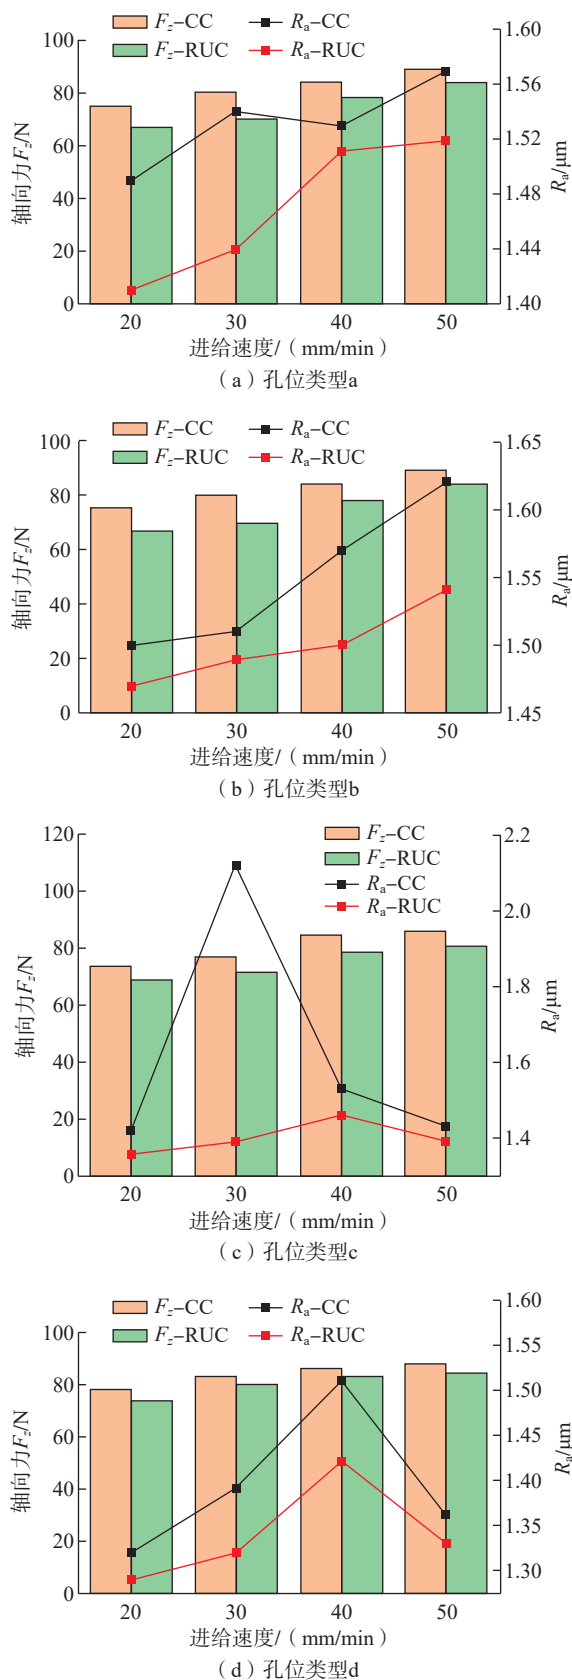 F_z–CC R_a–CC
F_z–RUC R_a–RUC
100
80
60
40
20
0
轴向力F_z/N
1.60
1.56
1.52
1.48
1.44
1.40
R_a/μm
20 30 40 50
进给速度/（mm/min）
（a）孔位类型a
F_z–CC R_a–CC
F_z–RUC R_a–RUC
100
80
60
40
20
0
轴向力F_z/N
1.65
1.60
1.55
1.50
1.45
R_a/μm
20 30 40 50
进给速度/（mm/min）
（b）孔位类型b
F_z–CC
F_z–RUC
R_a–CC
R_a–RUC
120
100
80
60
40
20
0
轴向力F_z/N
2.2
2.0
1.8
1.6
1.4
R_a/μm
20 30 40 50
进给速度/（mm/min）
（c）孔位类型c
F_z–CC R_a–CC
F_z–RUC R_a–RUC
100
80
60
40
20
0
轴向力F_z/N
1.60
1.55
1.50
1.45
1.40
1.35
1.30
R_a/μm
20 30 40 50
进给速度/（mm/min）
（d）孔位类型d